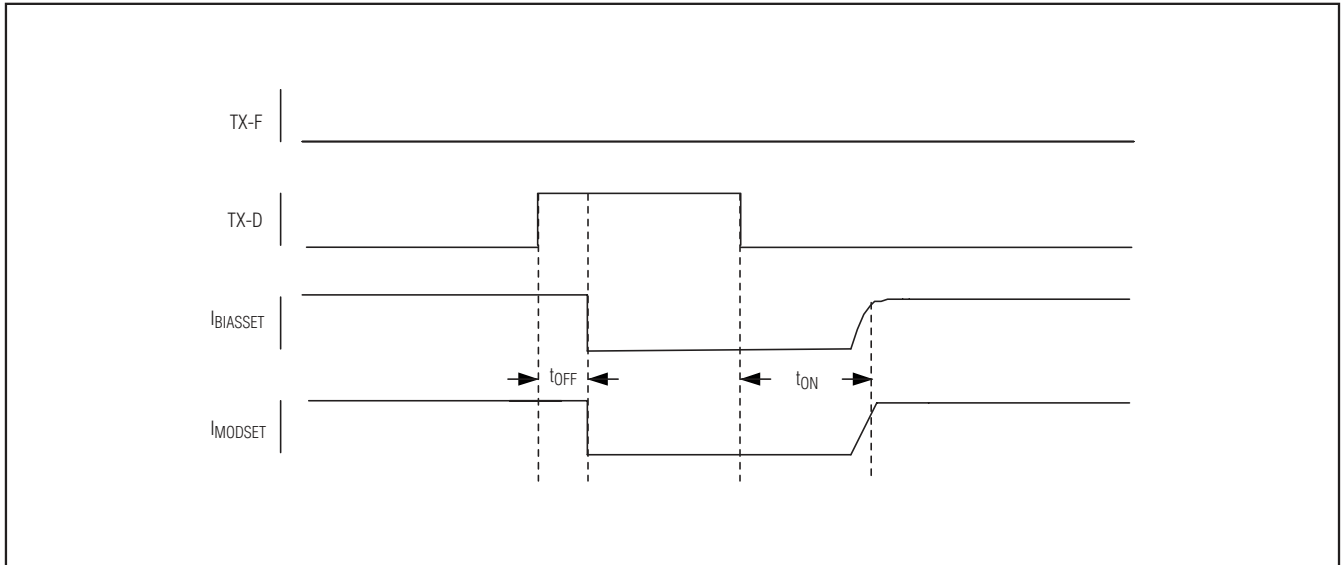 TX-F
TX-D
IBIASSET
tOFF
tON
IMODSET